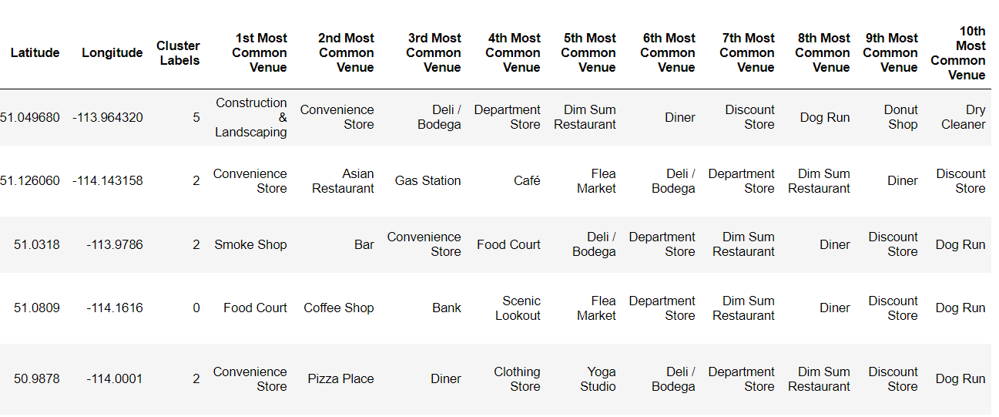 Latitude Longitude Cluster Labels 1st Most Common Venue 2nd Most Common Venue 3rd Most Common Venue 4th Most Common Venue 5th Most Common Venue 6th Most Common Venue 7th Most Common Venue 8th Most Common Venue 9th Most Common Venue 10th Most Common Venue
51.049680 -113.964320 5 Construction & Landscaping Convenience Store Deli / Bodega Department Store Dim Sum Restaurant Diner Discount Store Dog Run Donut Shop Dry Cleaner
51.126060 -114.143158 2 Convenience Store Asian Restaurant Gas Station Café Flea Market Deli / Bodega Department Store Dim Sum Restaurant Diner Discount Store
51.0318 -113.9786 2 Smoke Shop Bar Convenience Store Food Court Deli / Bodega Department Store Dim Sum Restaurant Diner Discount Store Dog Run
51.0809 -114.1616 0 Food Court Coffee Shop Bank Scenic Lookout Flea Market Department Store Dim Sum Restaurant Diner Discount Store Dog Run
50.9878 -114.0001 2 Convenience Store Pizza Place Diner Clothing Store Yoga Studio Deli / Bodega Department Store Dim Sum Restaurant Discount Store Dog Run